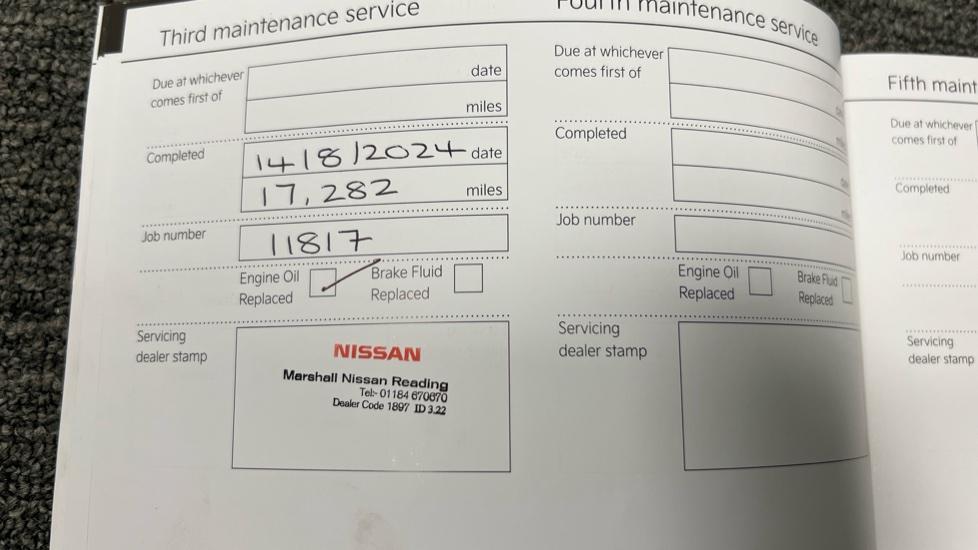 Third maintenance service
Due at whichever
comes first of
date
miles
Completed
14/8/2024 date
17,282 miles
Job number
11817
Engine Oil
Replaced
Brake Fluid
Replaced
Servicing
dealer stamp
NISSAN
Marshall Nissan Reading
Tel:- 01184 670670
Dealer Code 1897 ID 3.22
Fourth maintenance service
Due at whichever
comes first of
Completed
Job number
Engine Oil
Replaced
Brake Fluid
Replaced
Servicing
dealer stamp
Fifth maint
Due at whichever
comes first of
Completed
Job number
Servicing
dealer stamp